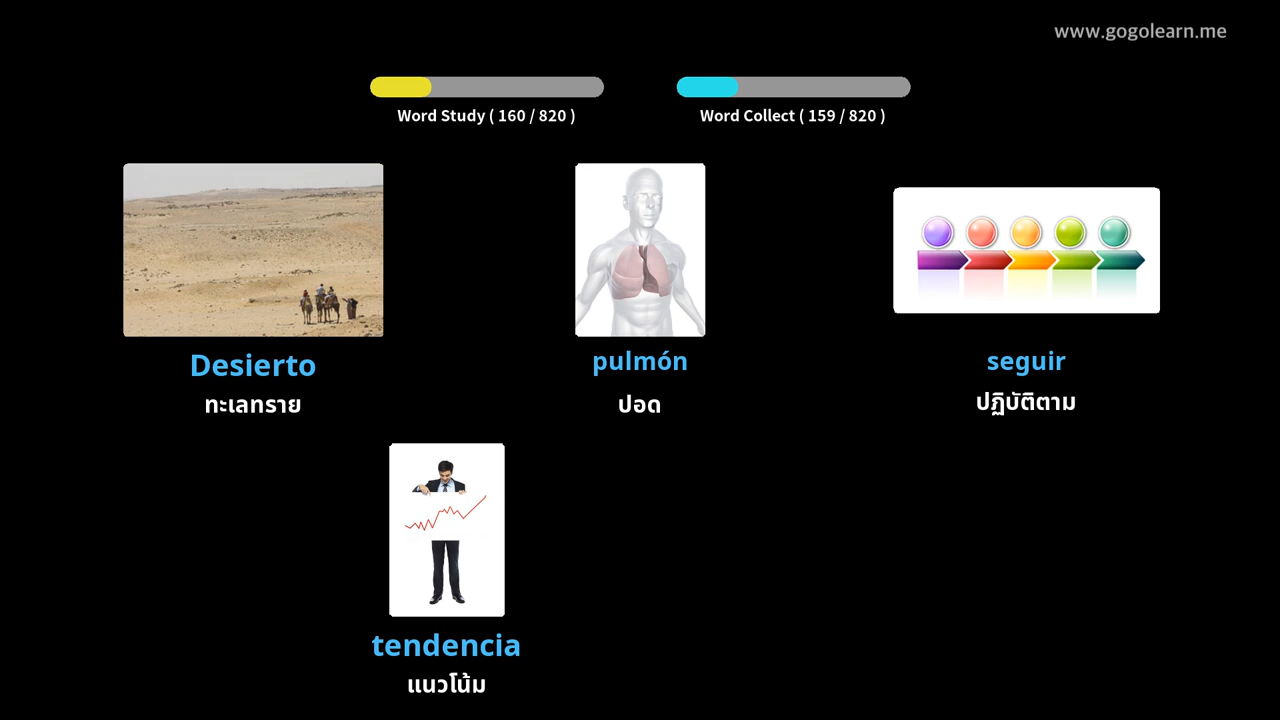 www.gogolearn.me
Word Study ( 160 / 820 )
Word Collect ( 159 / 820 )
Desierto
ทะเลทราย
pulmón
ปอด
seguir
ปฏิบัติตาม
tendencia
แนวโน้ม